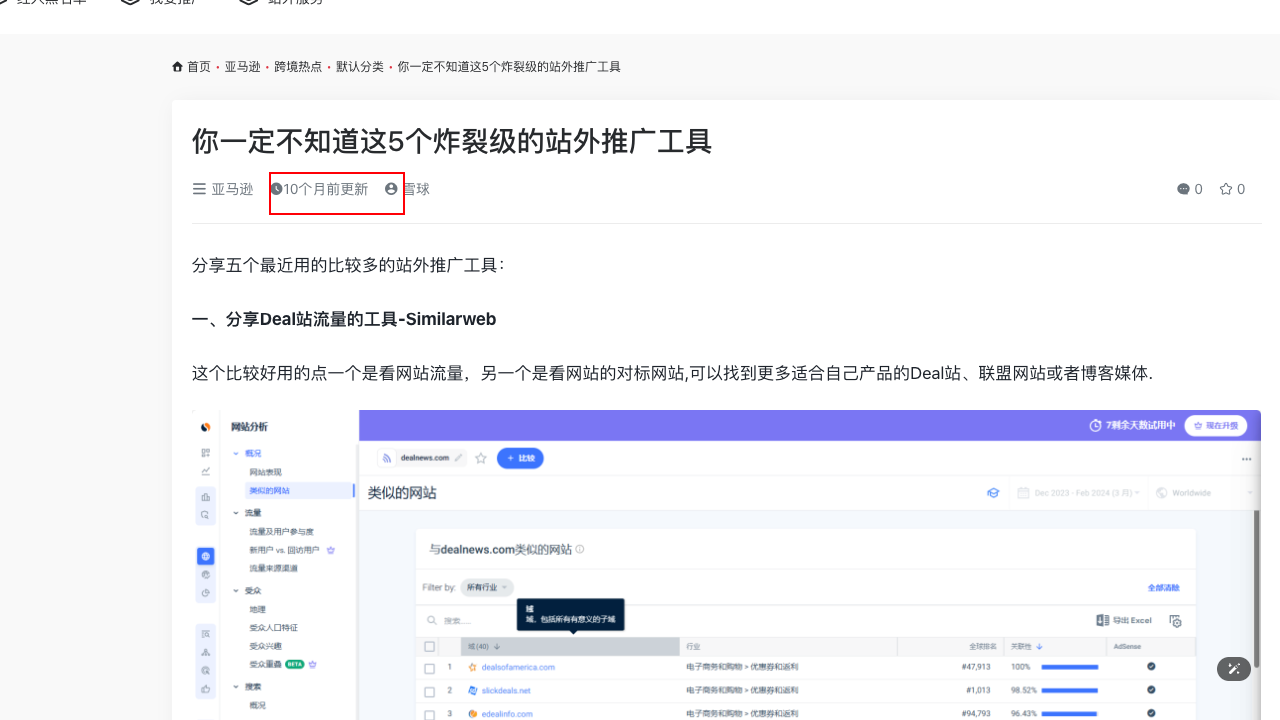 首页 • 亚马逊 • 跨境热点 • 默认分类 • 你一定不知道这5个炸裂级的站外推广工具
你一定不知道这5个炸裂级的站外推广工具
亚马逊 10个月前更新 雪球 0 0
分享五个最近用的比较多的站外推广工具：
一、分享Deal站流量的工具-Similarweb
这个比较好用的点一个是看网站流量，另一个是看网站的对标网站,可以找到更多适合自己产品的Deal站、联盟网站或者博客媒体.
网站分析
7剩余天数试用中 现在升级
概况
网站表现
类似的网站
流量
流量及用户参与度
新用户 vs. 回访用户
流量来源渠道
受众
地理
受众人口特征
受众兴趣
受众重叠 BETA
搜索
概况
dealnews.com + 比较
类似的网站 Dec 2023 - Feb 2024 (3 月) Worldwide
与dealnews.com类似的网站
Filter by: 所有行业 全部清除
域
域，包括所有有意义的子域
搜索.... 导出 Excel
域 (40) ↓ 行业 全球排名 关联性 ↓ AdSense
1 dealsofamerica.com 电子商务和购物 > 优惠券和返利 #47,913 100%
2 slickdeals.net 电子商务和购物 > 优惠券和返利 #1,013 98.52%
3 edealinfo.com 电子商务和购物 > 优惠券和返利 #94,793 96.43%